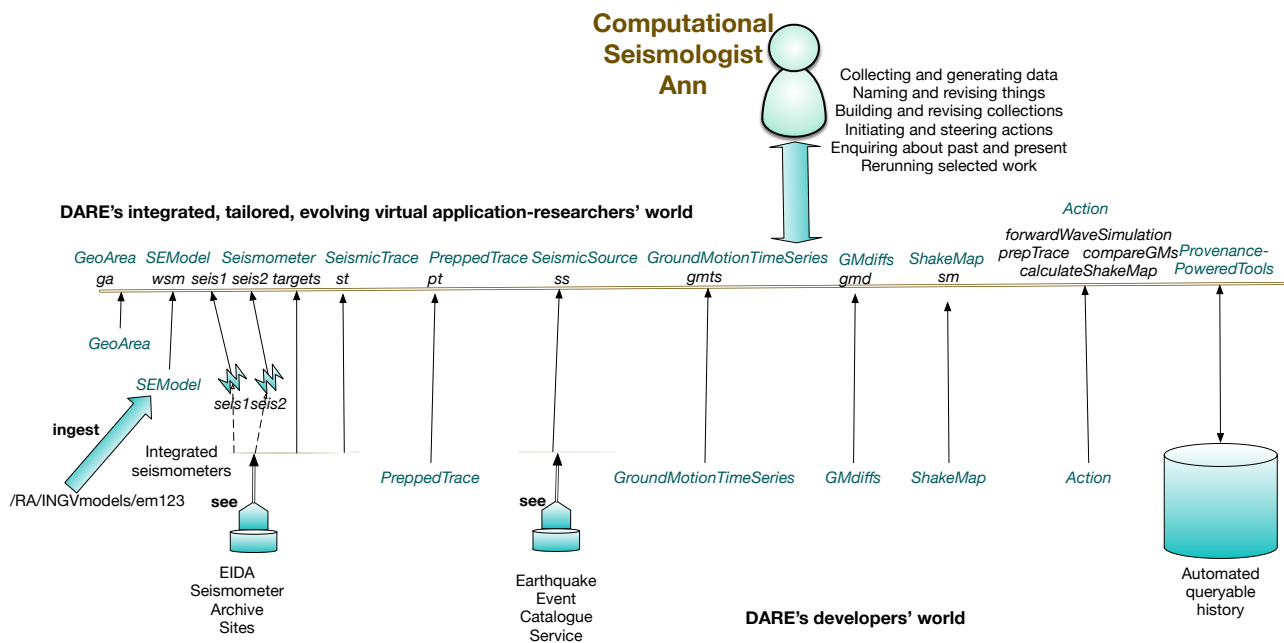 Computational
Seismologist
Ann
Collecting and generating data
Naming and revising things
Building and revising collections
Initiating and steering actions
Enquiring about past and present
Rerunning selected work
DARE's integrated, tailored, evolving virtual application-researchers' world
Action
forwardWaveSimulation
prepTrace compareGMs
calculateShakeMap
GeoArea SEModel Seismometer SeismicTrace PreppedTrace SeismicSource GroundMotionTimeSeries GMdiffs ShakeMap
Provenance-
PoweredTools
ga wsm seis1 seis2 targets st pt ss gmts gmd sm
GeoArea
SEModel
seis1 seis2
ingest
Integrated
seismometers
/RA/INGVmodels/em123
PreppedTrace
GroundMotionTimeSeries
GMdiffs
ShakeMap
Action
see
see
EIDA
Seismometer
Archive
Sites
Earthquake
Event
Catalogue
Service
DARE's developers' world
Automated
queryable
history